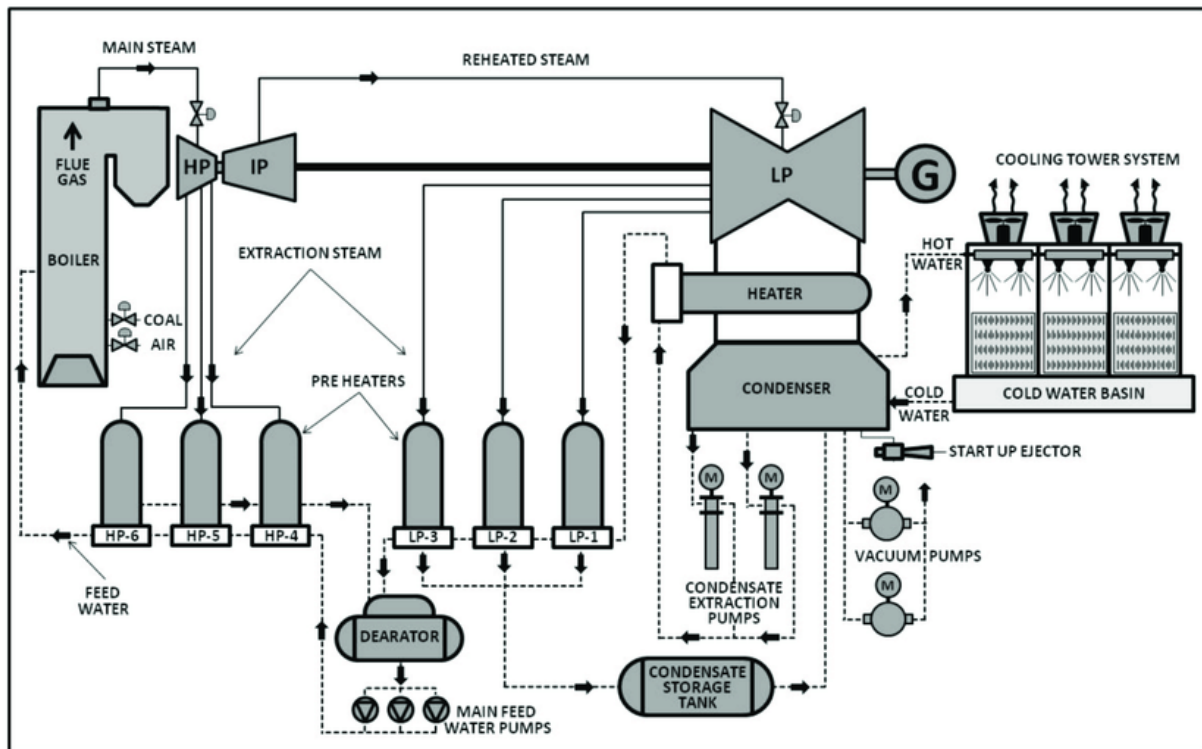 MAIN STEAM
REHEATED STEAM
FLUE
GAS
HP
IP
LP
G
COOLING TOWER SYSTEM
BOILER
EXTRACTION STEAM
HOT
WATER
HEATER
COAL
AIR
PRE HEATERS
CONDENSER
COLD
WATER
COLD WATER BASIN
START UP EJECTOR
M
M
M
HP-6
HP-5
HP-4
LP-3
LP-2
LP-1
VACUUM PUMPS
FEED
WATER
CONDENSATE
EXTRACTION
PUMPS
M
DEARATOR
CONDENSATE
STORAGE
TANK
MAIN FEED
WATER PUMPS